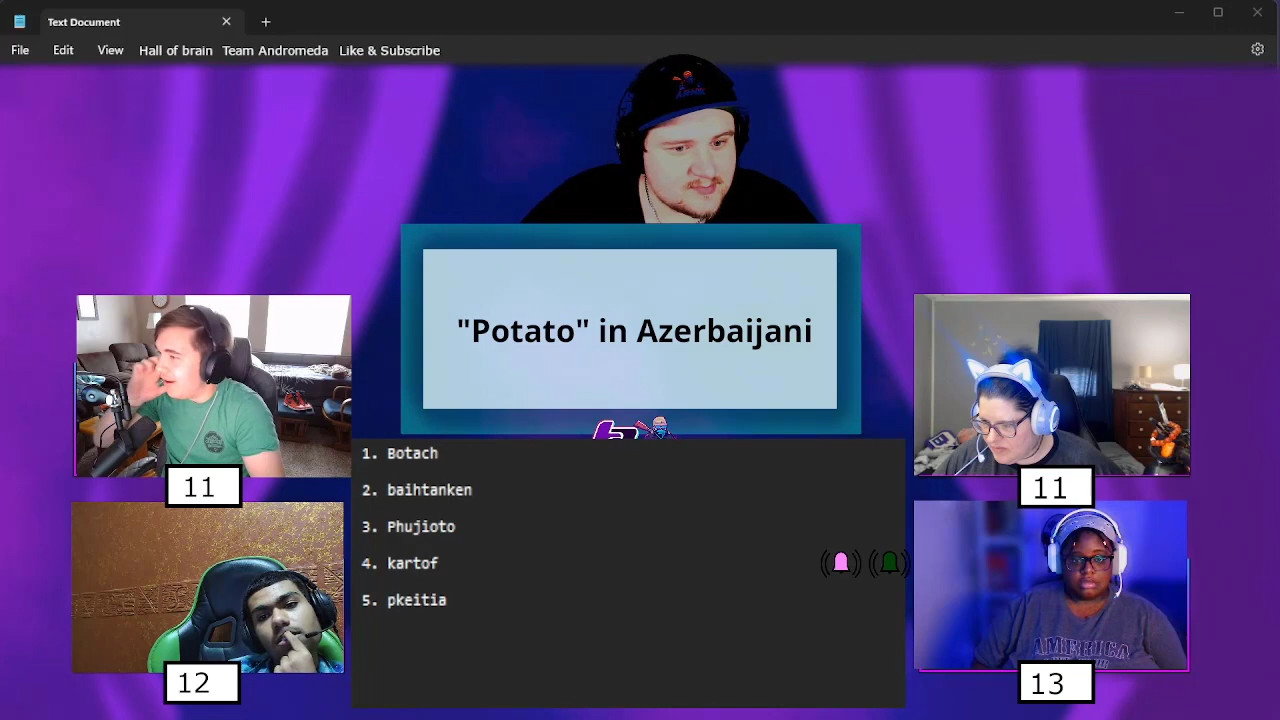 Text Document
File Edit View Hall of brain Team Andromeda Like & Subscribe
"Potato" in Azerbaijani
1. Botach
2. baihtanken
3. Phujioto
4. kartof
5. pkeitia
11
11
12
13
AMERICA